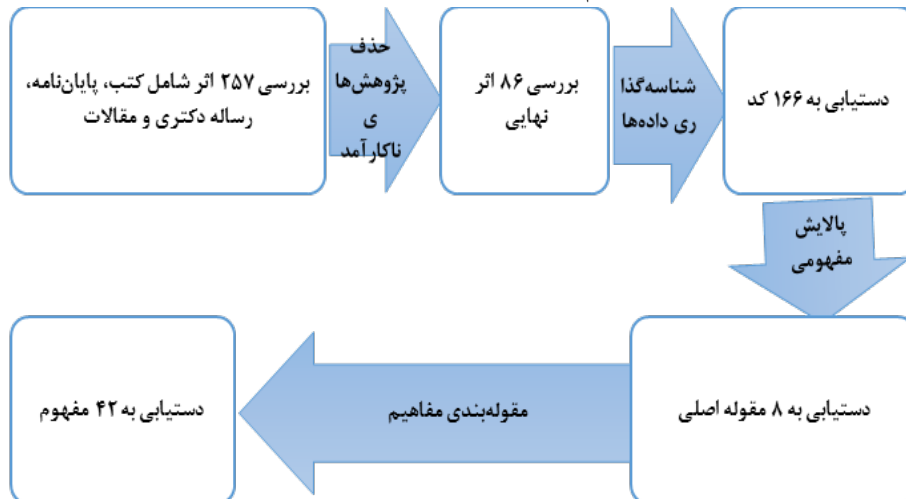 بررسی ۲۵۷ اثر شامل کتب، پایان‌نامه،
رساله دکتری و مقالات
حذف
پژوهش‌ها
ی
ناکارآمد
بررسی ۸۶ اثر
نهایی
شناسه‌گذا
ری داده‌ها
دستیابی به ۱۶۶ کد
پالایش
مفهومی
دستیابی به ۸ مقوله اصلی
مقوله‌بندی مفاهیم
دستیابی به ۴۲ مفهوم